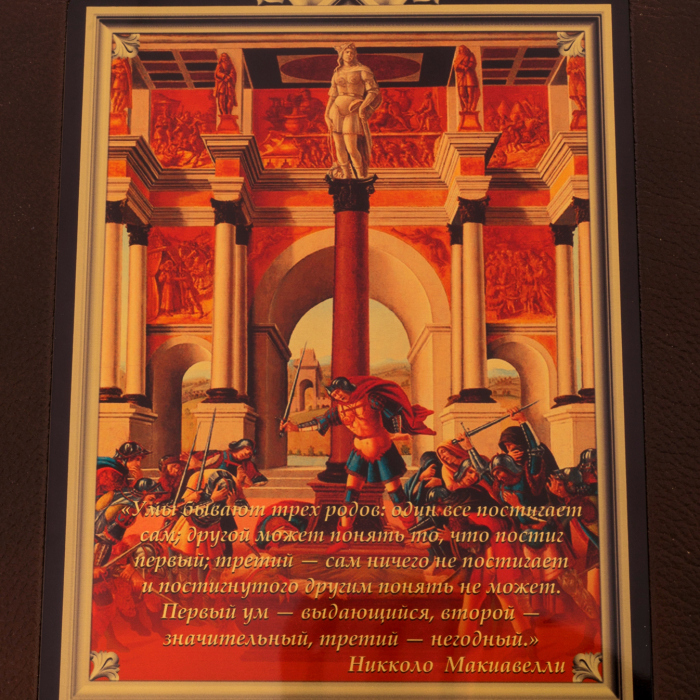 «Умы бывают трех родов: один все постигает
сам; другой может понять то, что постиг
первый; третий — сам ничего не постигает
и постигнутого другим понять не может.
Первый ум — выдающийся, второй —
значительный, третий — негодный.»
Никколо Макиавелли